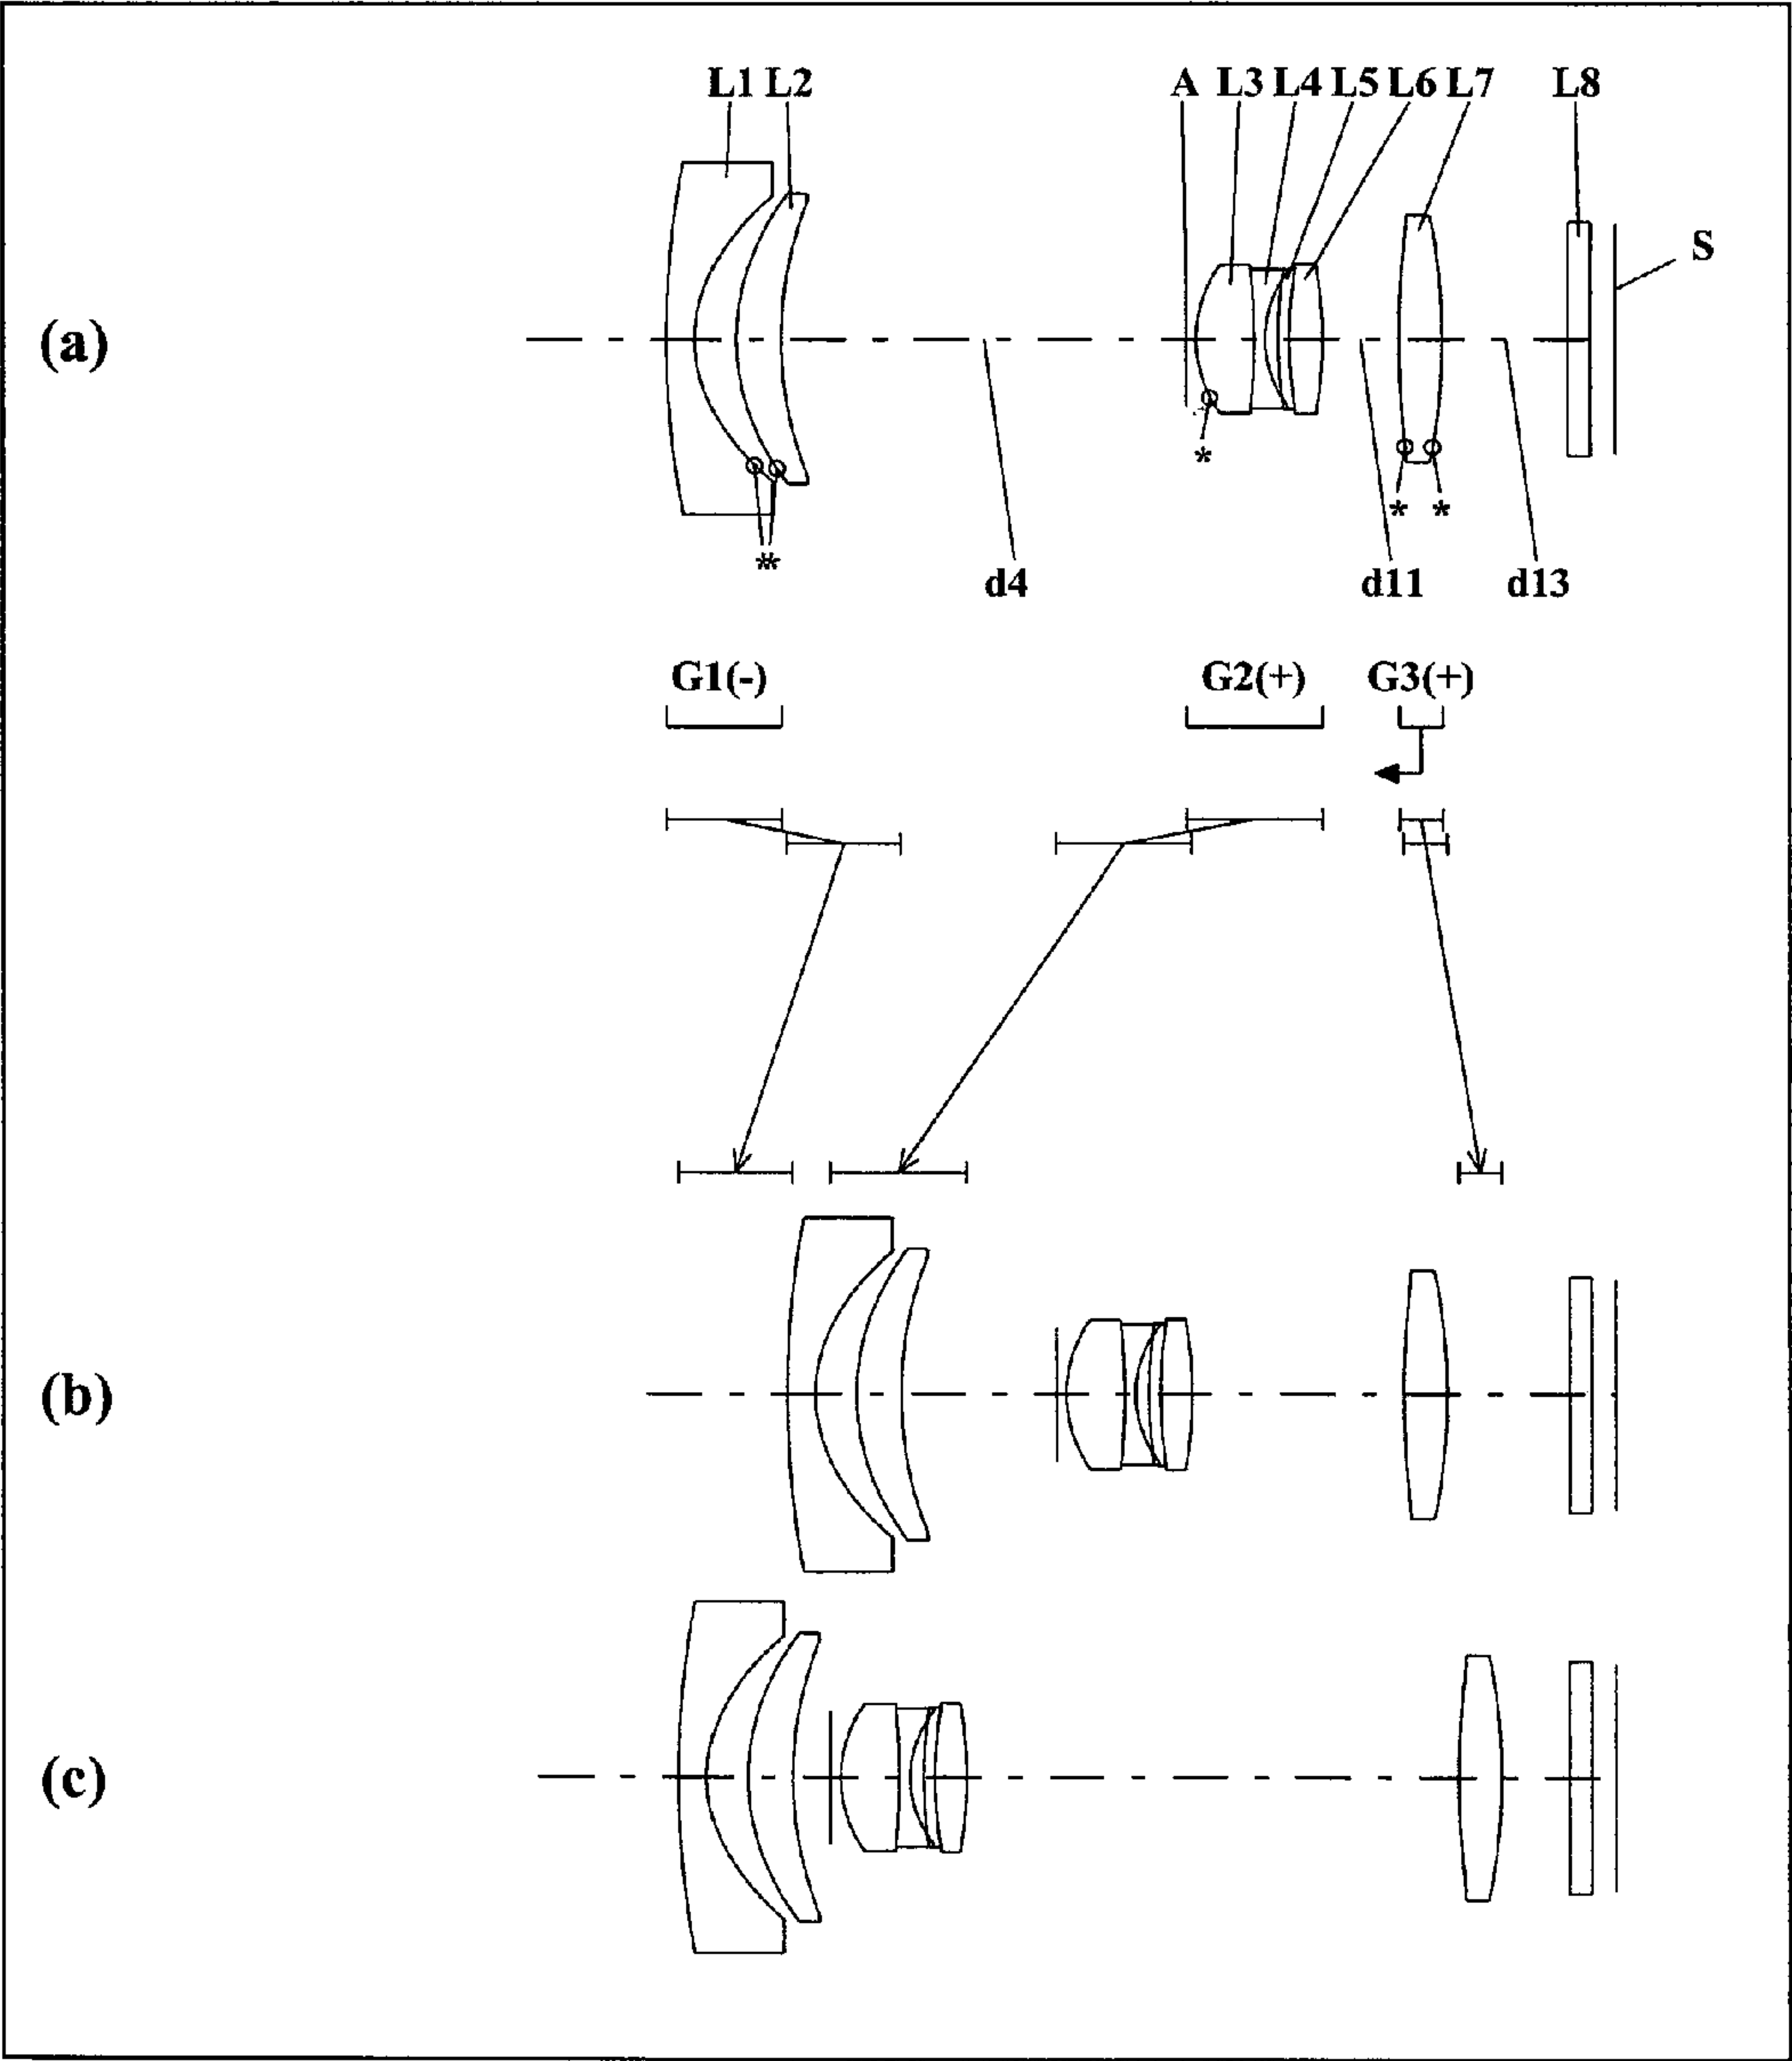 L1 L2 A L3 L4 L5 L6 L7 L8
S
(a)
* * *
**
d4 d11 d13
G1(-) G2(+) G3(+)
(b)
(c)